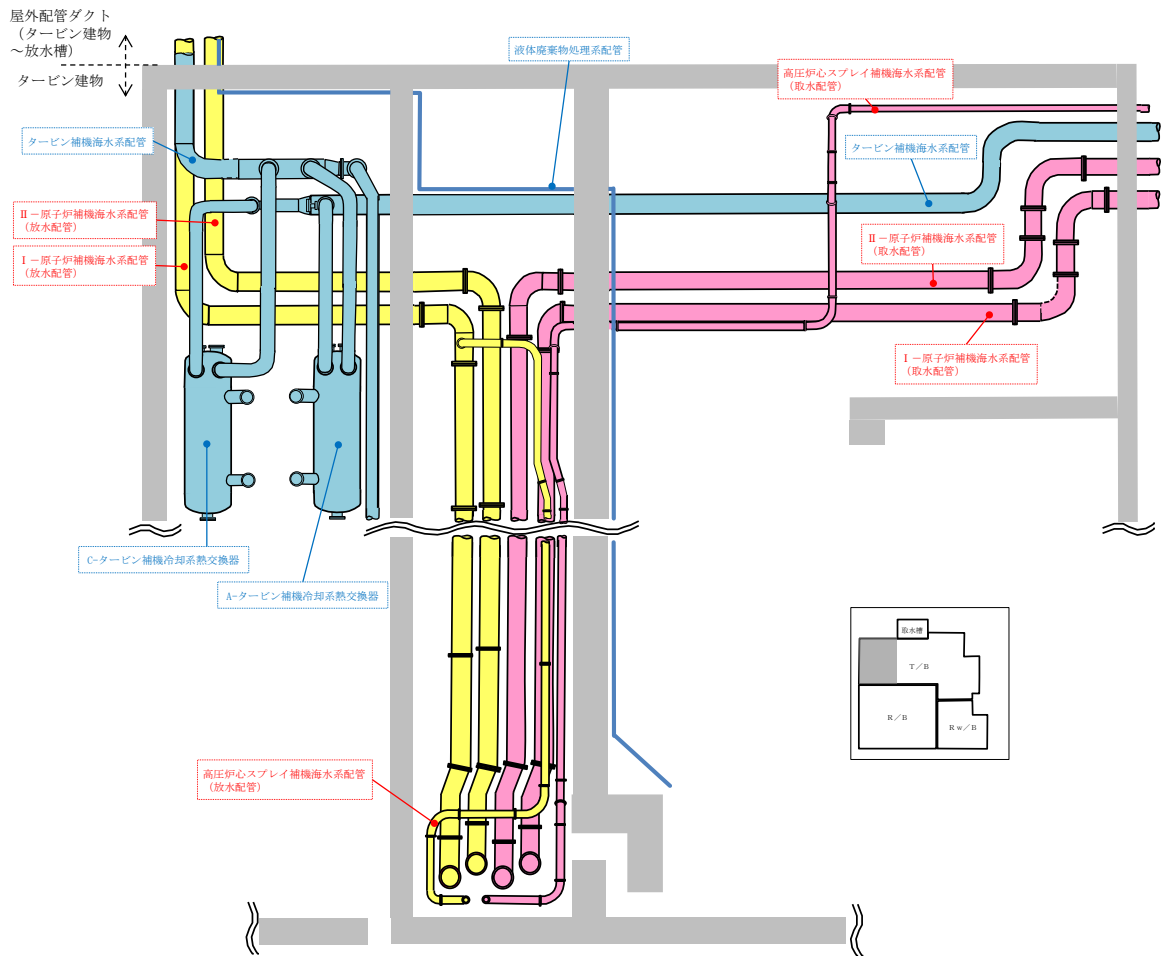 屋外配管ダクト
（タービン建物
～放水槽）
タービン建物
液体廃棄物処理系配管
高圧炉心スプレイ補機海水系配管
（取水配管）
タービン補機海水系配管
タービン補機海水系配管
Ⅱ－原子炉補機海水系配管
（放水配管）
Ⅰ－原子炉補機海水系配管
（放水配管）
Ⅱ－原子炉補機海水系配管
（取水配管）
Ⅰ－原子炉補機海水系配管
（取水配管）
C-タービン補機冷却系熱交換器
A-タービン補機冷却系熱交換器
高圧炉心スプレイ補機海水系配管
（放水配管）
取水槽
Ｔ／Ｂ
Ｒ／Ｂ
Ｒｗ／Ｂ